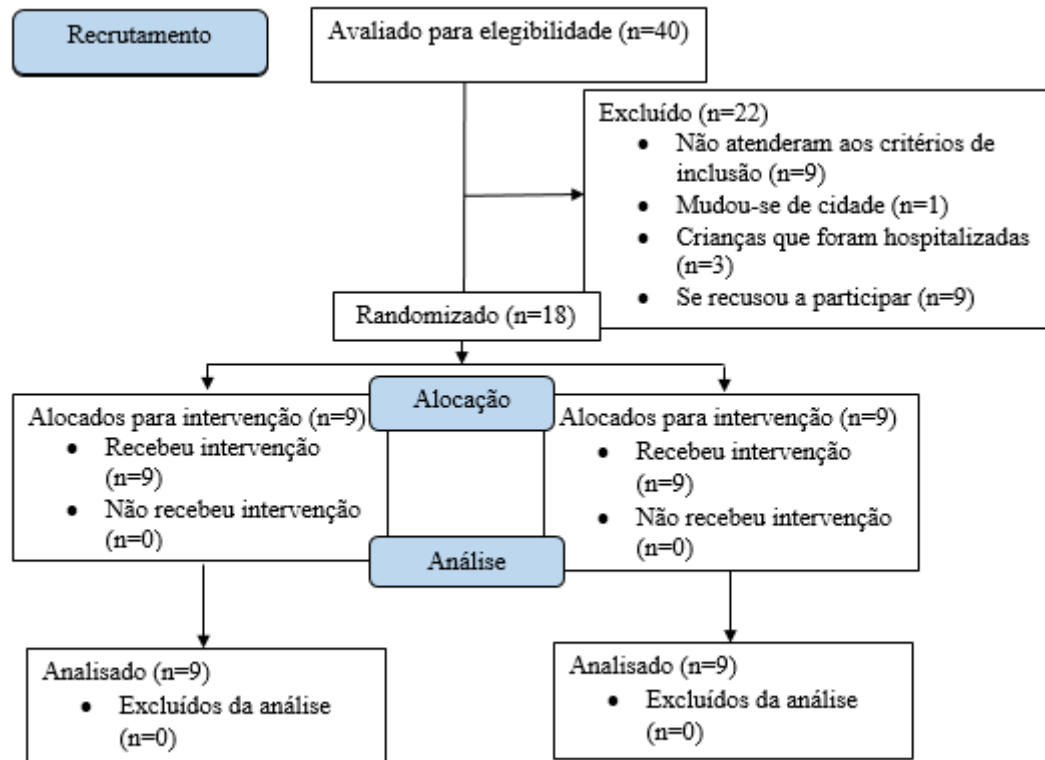 Recrutamento
Avaliado para elegibilidade (n=40)
Excluído (n=22)
● Não atenderam aos critérios de
inclusão (n=9)
● Mudou-se de cidade (n=1)
● Crianças que foram hospitalizadas
(n=3)
● Se recusou a participar (n=9)
Randomizado (n=18)
Alocação
Alocados para intervenção (n=9)
● Recebeu intervenção
(n=9)
● Não recebeu intervenção
(n=0)
Alocados para intervenção (n=9)
● Recebeu intervenção
(n=9)
● Não recebeu intervenção
(n=0)
Análise
Analisado (n=9)
● Excluídos da análise
(n=0)
Analisado (n=9)
● Excluídos da análise
(n=0)